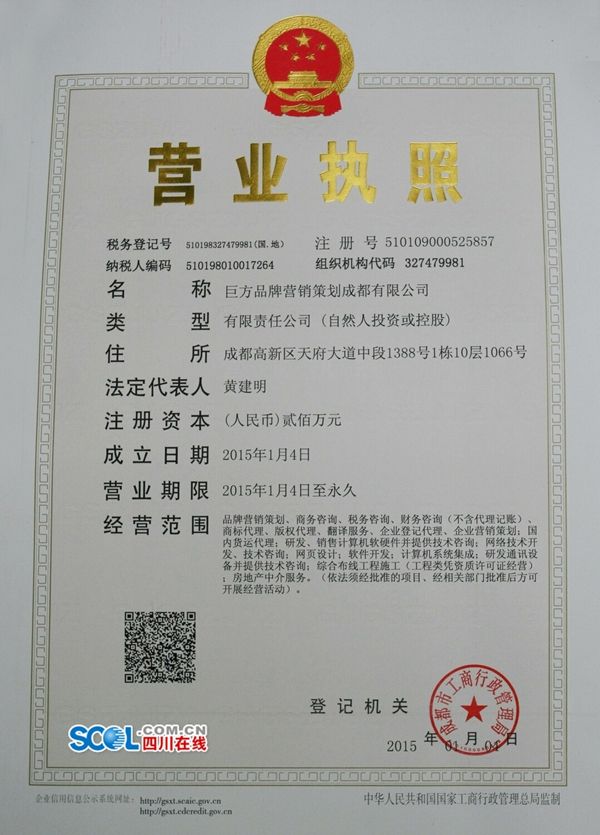 营业执照
税务登记号 510198327479981(国.地) 注册号 510109000525857
纳税人编码 510198010017264 组织机构代码 327479981
名称 巨方品牌营销策划成都有限公司
类型 有限责任公司(自然人投资或控股)
住所 成都高新区天府大道中段1388号1栋10层1066号
法定代表人 黄建明
注册资本 (人民币)贰佰万元
成立日期 2015年1月4日
营业期限 2015年1月4日至永久
经营范围 品牌营销策划、商务咨询、税务咨询、财务咨询(不含代理记账)、
商标代理、版权代理、翻译服务、企业登记代理、企业营销策划；国
内货运代理；研发、销售计算机软硬件并提供技术咨询；网络技术开
发、技术咨询；网页设计；软件开发；计算机系统集成；研发通讯设
备并提供技术咨询；综合布线工程施工(工程类凭资质许可证经营)
；房地产中介服务。(依法须经批准的项目、经相关部门批准后方可
开展经营活动)。
登记机关
成都市工商行政管理局
2015 年 01 月 04 日
SCOL.COM.CN
四川在线
企业信用信息公示系统网址： http://gsxt.scaic.gov.cn
http://gsxt.cdcredit.gov.cn
中华人民共和国国家工商行政管理总局监制